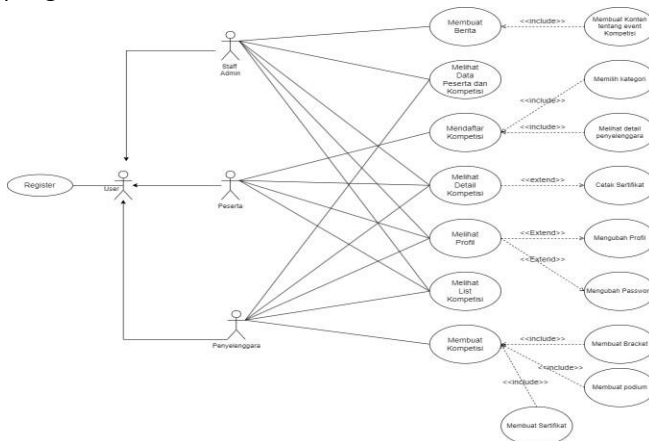 Staff
Admin
Register
User
Peserta
Penyelenggara
Membuat
Berita
Melihat
Data
Peserta dan
Kompetisi
Mendaftar
Kompetisi
Melihat
Detail
Kompetisi
Melihat
Profil
Melihat
List
Kompetisi
Membuat
Kompetisi
<<include>>
<<include>>
<<include>>
<<extend>>
<<Extend>>
<<Extend>>
<<include>>
<<include>>
<<include>>
Membuat Konten
tentang event
Kompetisi
Memilih kategori
Melihat detail
penyelenggara
Cetak Sertifikat
Mengubah Profil
Mengubah Password
Membuat Bracket
Membuat podium
Membuat Sertifikat